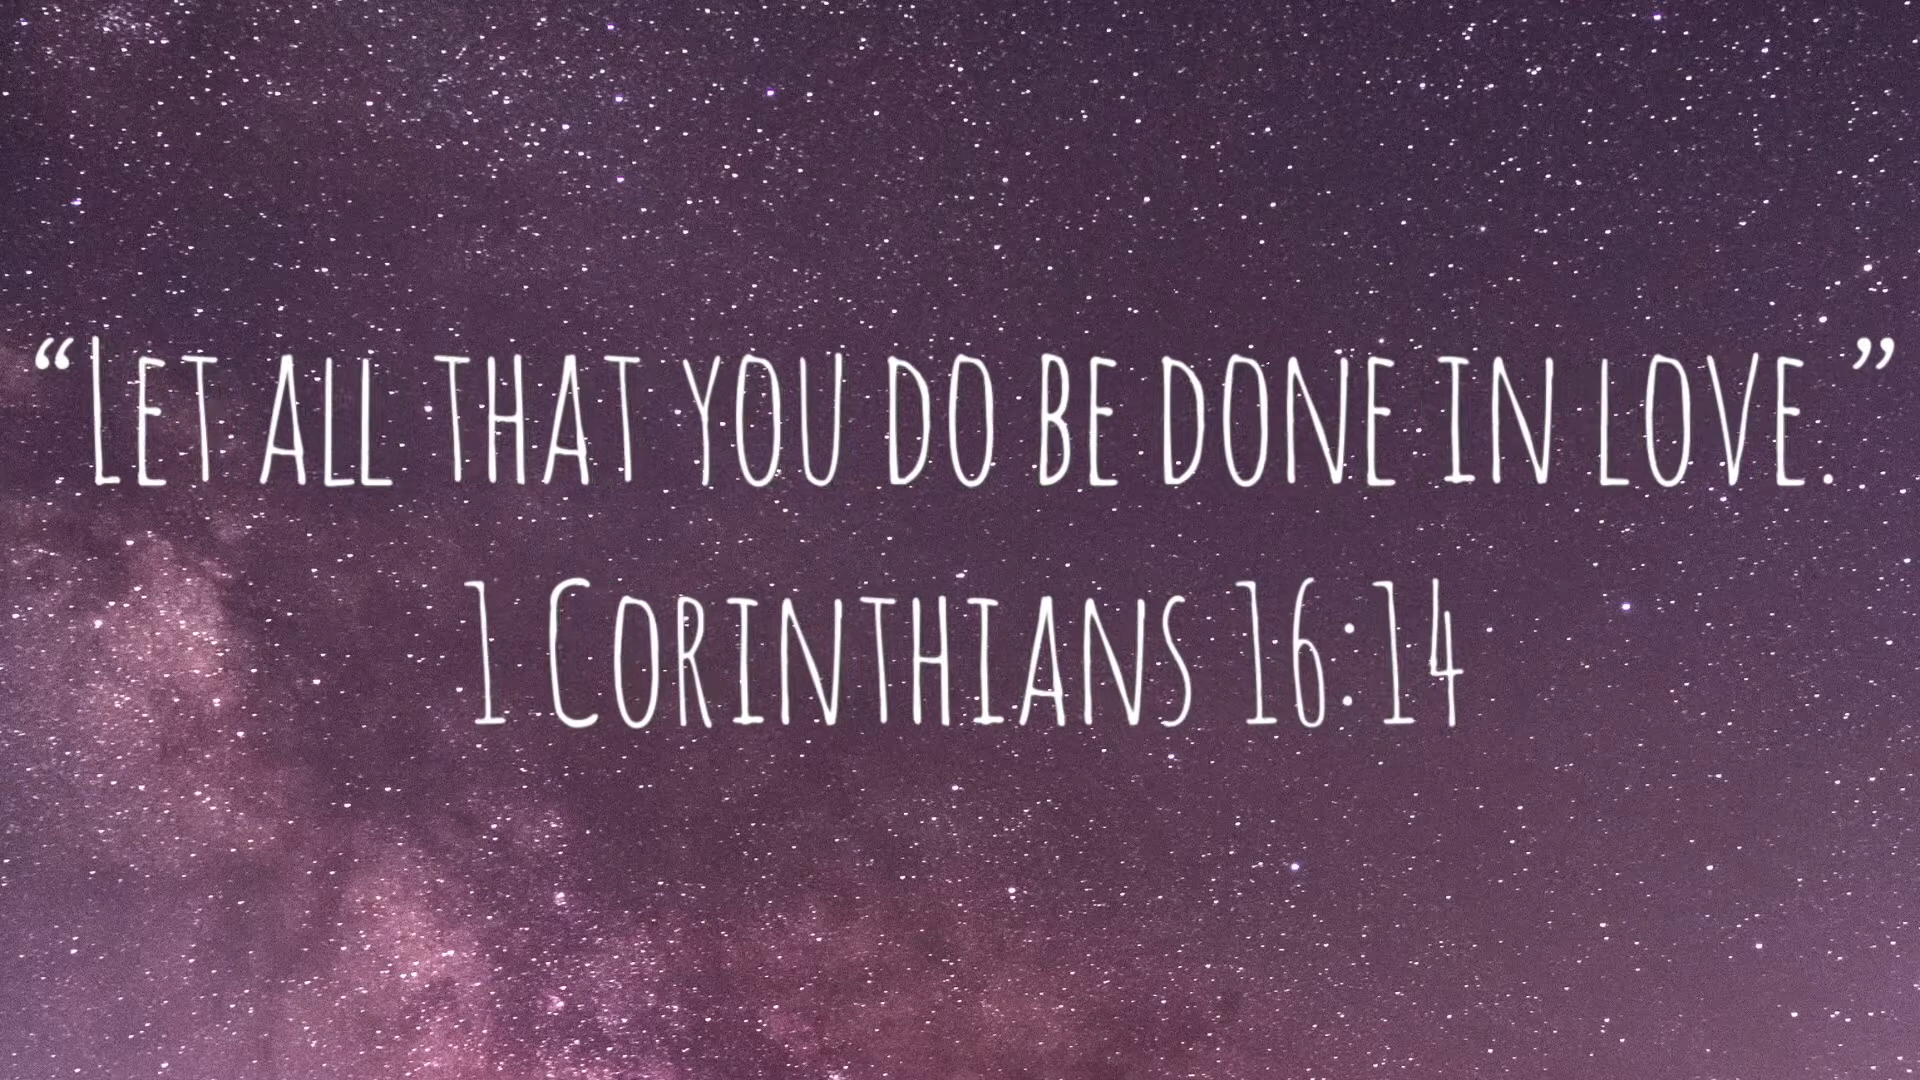 “Let all that you do be done in love.”
1 Corinthians 16:14